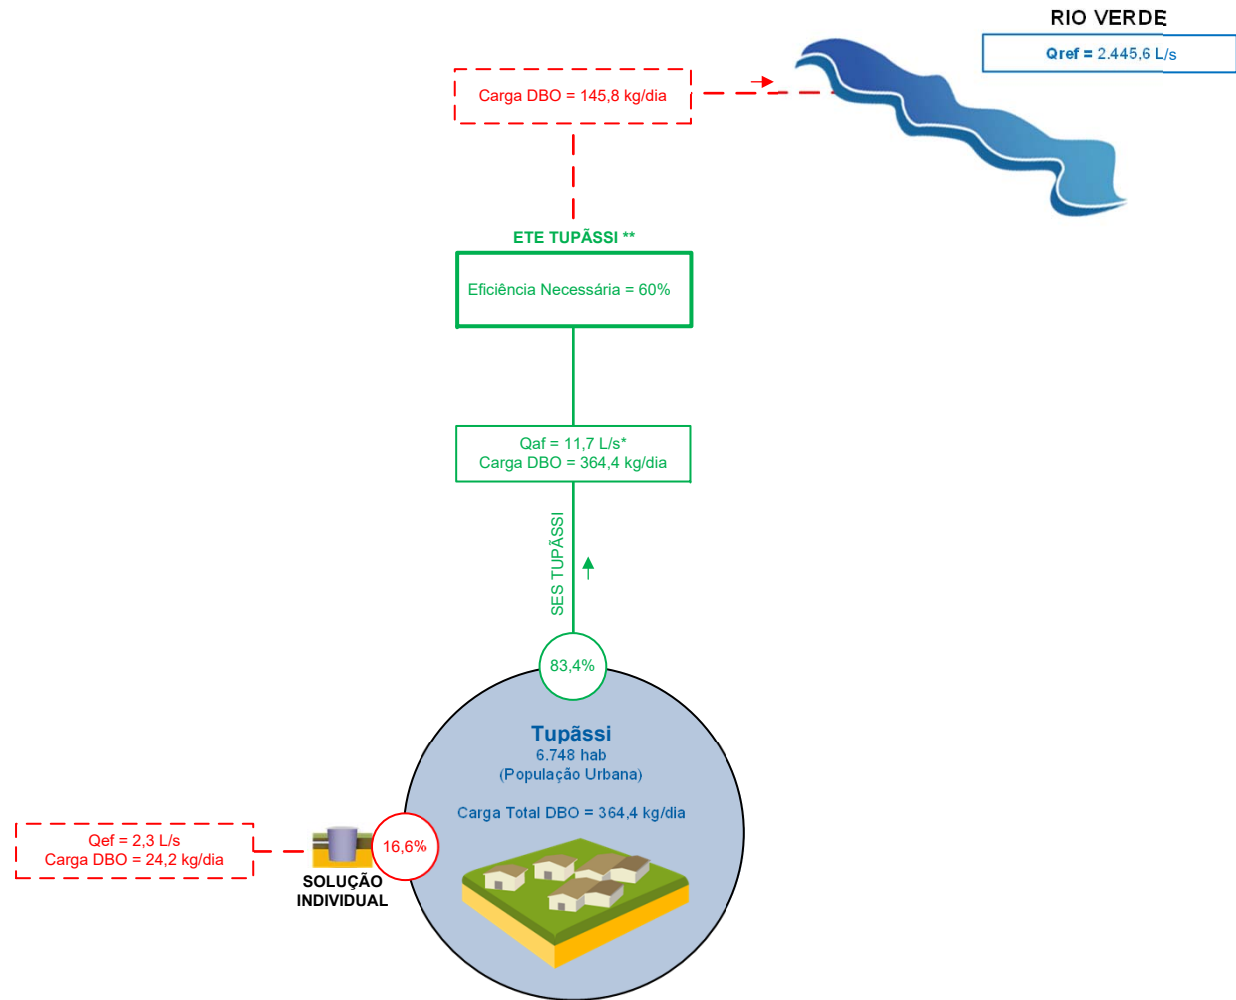 RIO VERDE
Qref = 2.445,6 L/s
Carga DBO = 145,8 kg/dia
ETE TUPÃSSI **
Eficiência Necessária = 60%
Qaf = 11,7 L/s*
Carga DBO = 364,4 kg/dia
SES TUPÃSSI
83,4%
Tupãssi
6.748 hab
(População Urbana)
Carga Total DBO = 364,4 kg/dia
Qef = 2,3 L/s
Carga DBO = 24,2 kg/dia
16,6%
SOLUÇÃO
INDIVIDUAL